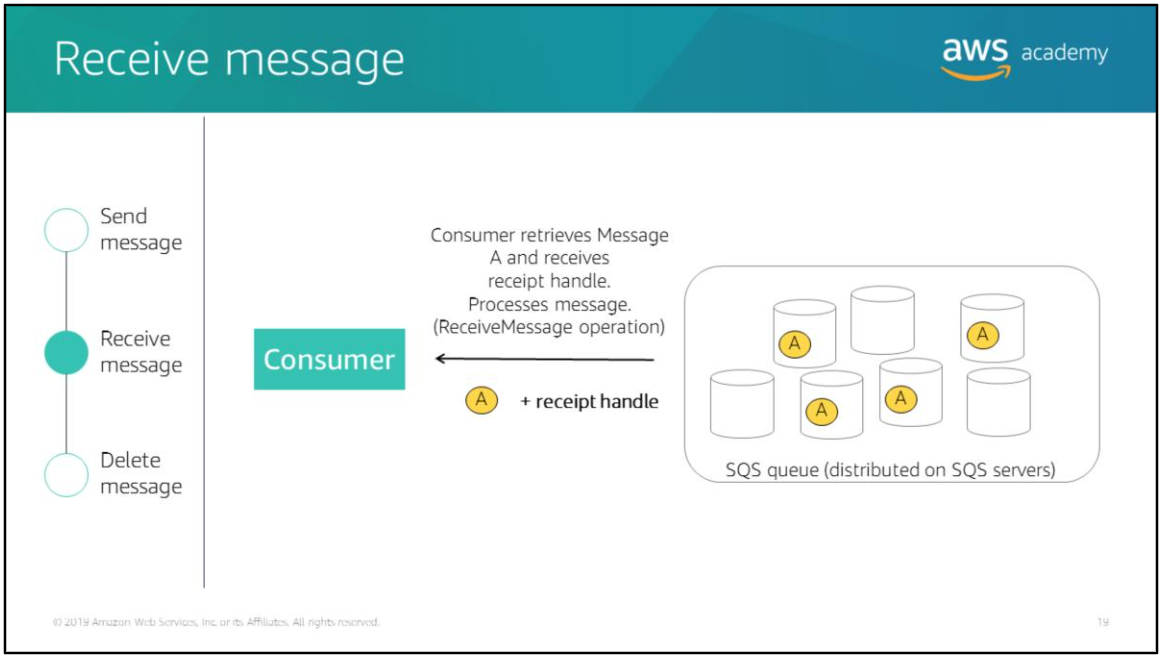 Receive message
aws academy
Send
message
Receive
message
Delete
message
Consumer retrieves Message
A and receives
receipt handle.
Processes message.
(ReceiveMessage operation)
Consumer
A + receipt handle
A
A
A
A
SQS queue (distributed on SQS servers)
© 2019 Amazon Web Services, Inc. or its Affiliates. All rights reserved.
19